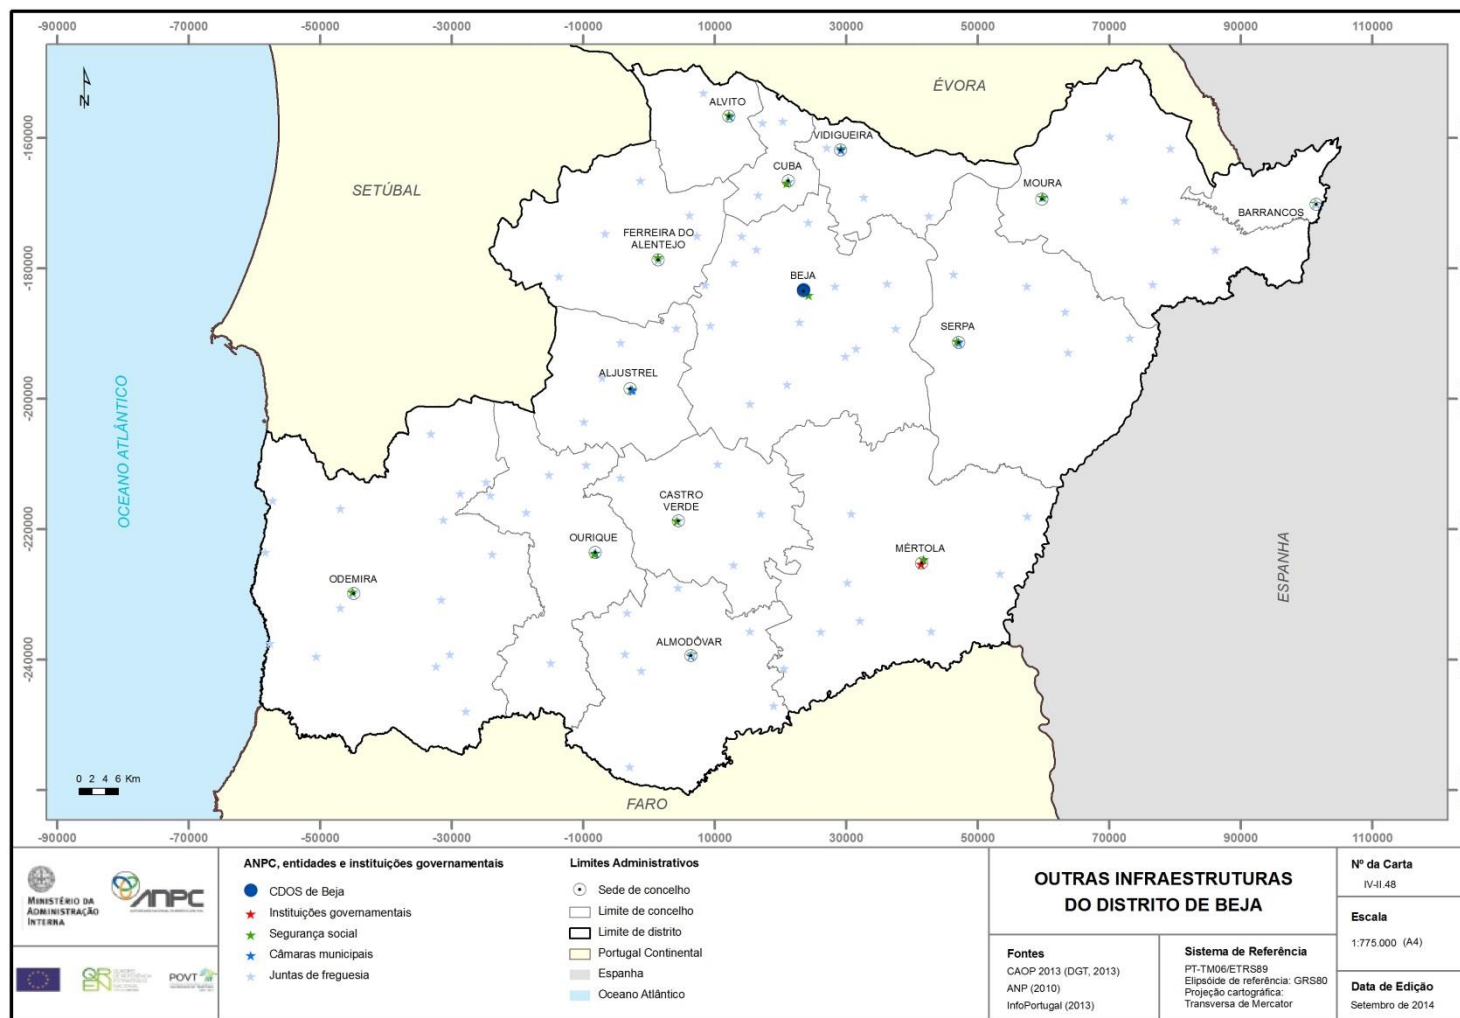 -90000 -70000 -50000 -30000 -10000 10000 30000 50000 70000 90000 110000
-160000
-180000
-200000
-220000
-240000
N
ÉVORA
SETÚBAL
ALVITO
VIDIGUEIRA
CUBA
MOURA
BARRANCOS
FERREIRA DO
ALENTEJO
BEJA
SERPA
ALJUSTREL
OCEANO ATLÂNTICO
CASTRO
VERDE
OURIQUE
MÉRTOLA
ODEMIRA
ALMODÔVAR
ESPANHA
FARO
0 2 4 6 Km
-90000 -70000 -50000 -30000 -10000 10000 30000 50000 70000 90000 110000
MINISTÉRIO DA
ADMINISTRAÇÃO
INTERNA
ANPC
QREN
POVT
ANPC, entidades e instituições governamentais
CDOS de Beja
Instituições governamentais
Segurança social
Câmaras municipais
Juntas de freguesia
Limites Administrativos
Sede de concelho
Limite de concelho
Limite de distrito
Portugal Continental
Espanha
Oceano Atlântico
OUTRAS INFRAESTRUTURAS
DO DISTRITO DE BEJA
Fontes
CAOP 2013 (DGT, 2013)
ANP (2010)
InfoPortugal (2013)
Sistema de Referência
PT-TM06/ETRS89
Elipsóide de referência: GRS80
Projeção cartográfica:
Transversa de Mercator
Nº da Carta
IV-II.48
Escala
1:775.000 (A4)
Data de Edição
Setembro de 2014